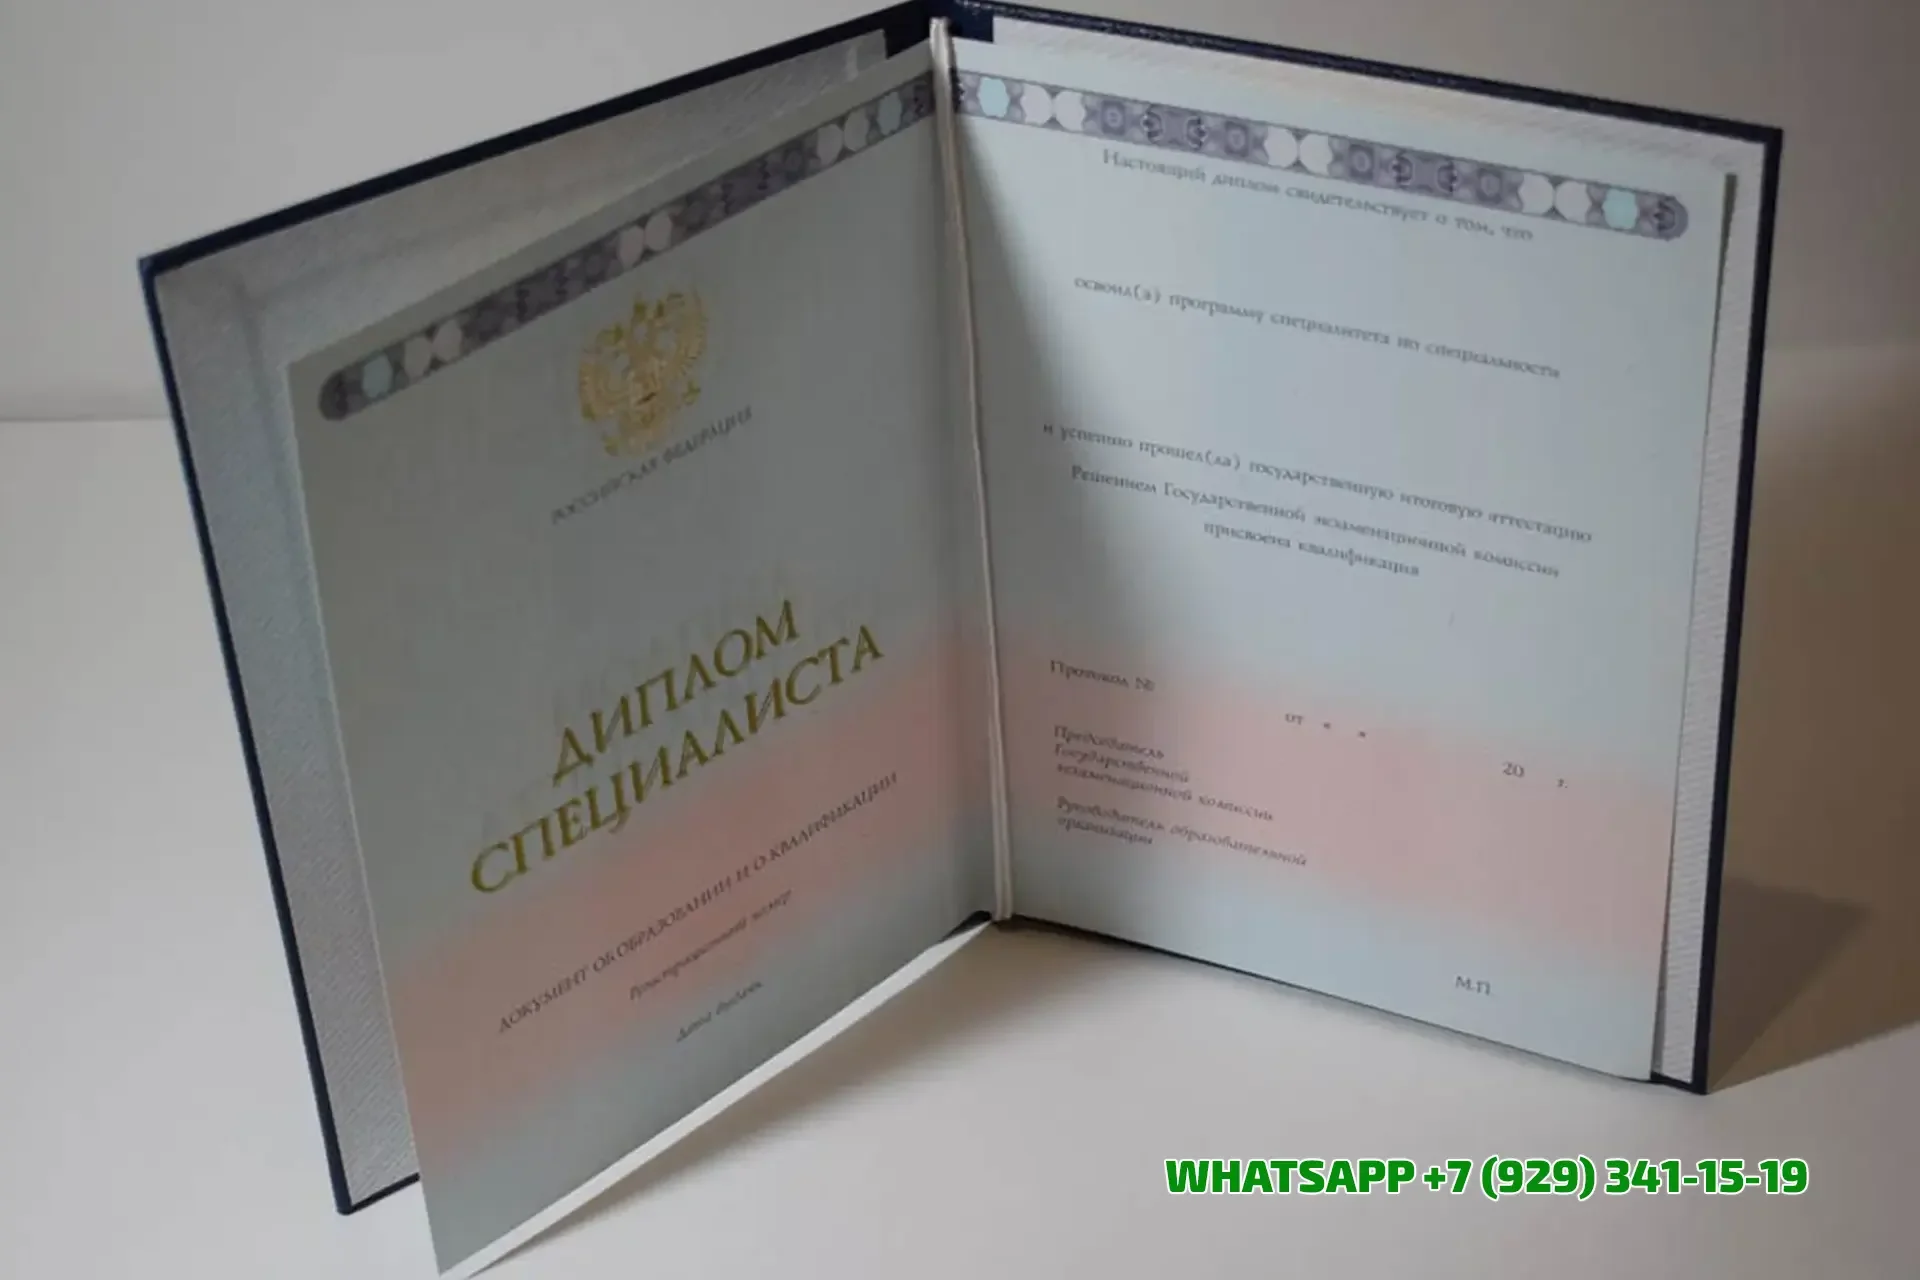 РОССИЙСКАЯ ФЕДЕРАЦИЯ
ДИПЛОМ
СПЕЦИАЛИСТА
ДОКУМЕНТ ОБ ОБРАЗОВАНИИ И О КВАЛИФИКАЦИИ
Регистрационный номер
Дата выдачи
Настоящий диплом свидетельствует о том, что
освоил(а) программу специалитета по специальности
и успешно прошел(ла) государственную итоговую аттестацию
Решением Государственной экзаменационной комиссии
присвоена квалификация
Протокол №
от « »
20 г.
Председатель
Государственной
экзаменационной комиссии
Руководитель образовательной
организации
М.П.
WHATSAPP +7 (929) 341-15-19